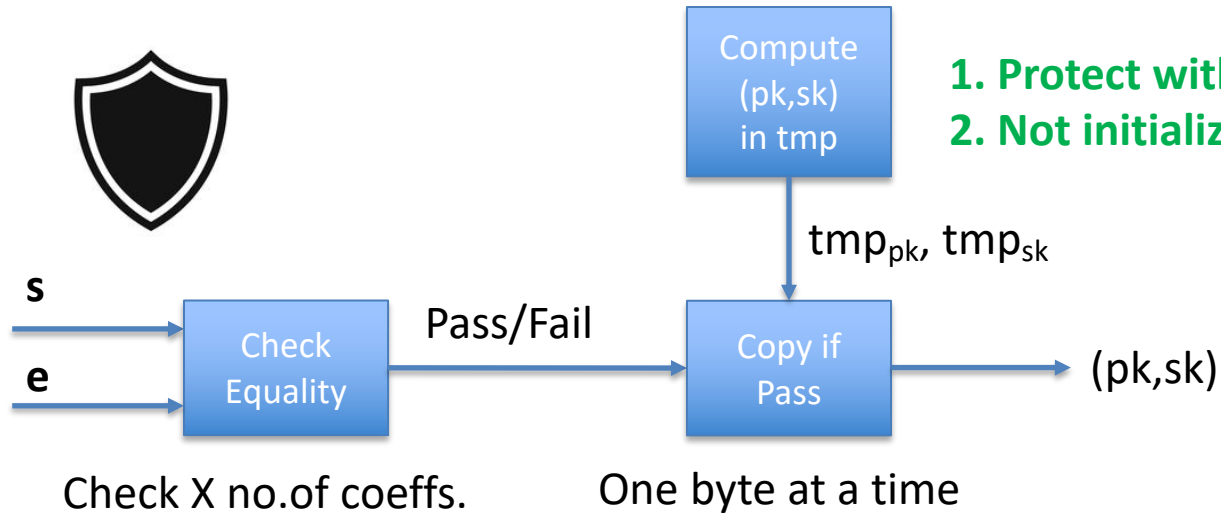 Compute
(pk,sk)
in tmp
1. Protect with
2. Not initializ
tmppk, tmpsk
s
e
Check
Equality
Pass/Fail
Copy if
Pass
(pk,sk)
Check X no.of coeffs.
One byte at a time